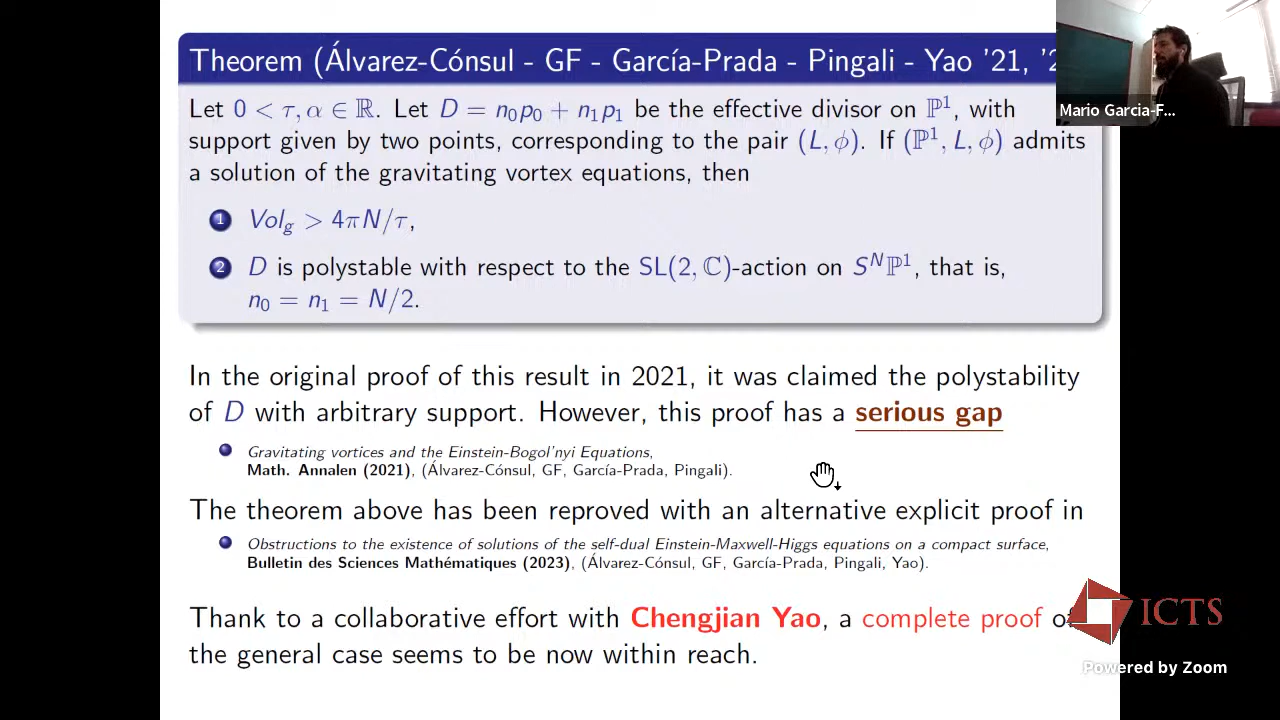 Theorem (Álvarez-Cónsul - GF - García-Prada - Pingali - Yao '21, '2
Let 0 < τ, α ∈ ℝ. Let D = n₀p₀ + n₁p₁ be the effective divisor on ℙ¹, with
support given by two points, corresponding to the pair (L, ϕ). If (ℙ¹, L, ϕ) admits
a solution of the gravitating vortex equations, then
1 Vol_g > 4πN/τ,
2 D is polystable with respect to the SL(2, ℂ)-action on S^Nℙ¹, that is,
n₀ = n₁ = N/2.
In the original proof of this result in 2021, it was claimed the polystability
of D with arbitrary support. However, this proof has a serious gap
Gravitating vortices and the Einstein-Bogol'nyi Equations,
Math. Annalen (2021), (Álvarez-Cónsul, GF, García-Prada, Pingali).
The theorem above has been reproved with an alternative explicit proof in
Obstructions to the existence of solutions of the self-dual Einstein-Maxwell-Higgs equations on a compact surface,
Bulletin des Sciences Mathématiques (2023), (Álvarez-Cónsul, GF, García-Prada, Pingali, Yao).
Thank to a collaborative effort with Chengjian Yao, a complete proof of
the general case seems to be now within reach.
Mario Garcia-F...
ICTS
Powered by Zoom